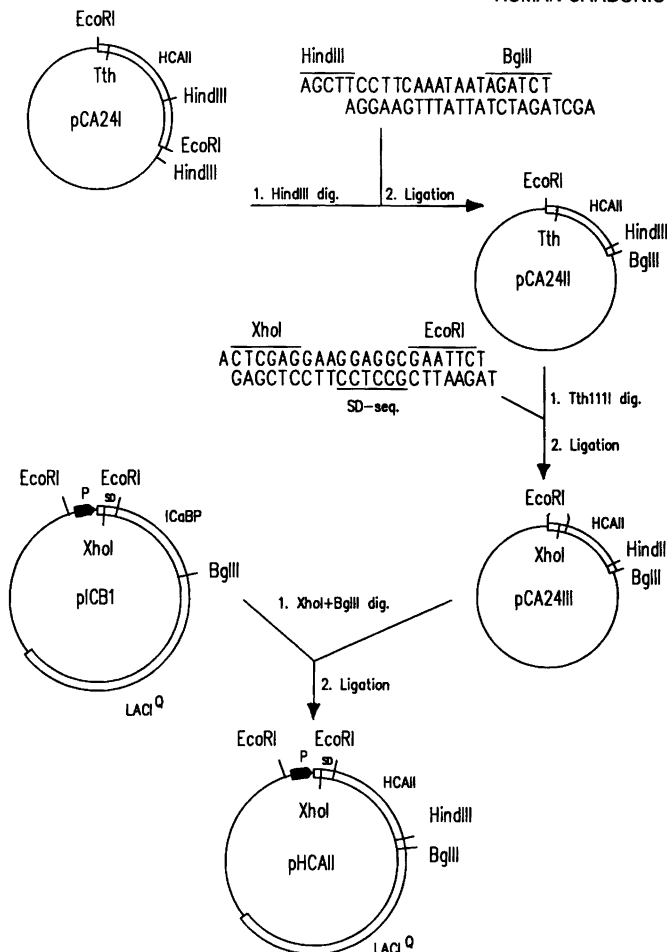 EcoRI
HCAII
Tth
HindIII
pCA24I
EcoRI
HindIII
HindIII BglII
AGCTTCCTTCAAATAATAGATCT
AGGAAGTTTATTATCTAGATCGA
1. HindIII dig. 2. Ligation
EcoRI
HCAII
Tth
HindIII
BglII
pCA24II
XhoI EcoRI
ACTCGAGGAAGGAGGCGAATTCT
GAGCTCCTTCCTCCGCTTAAGAT
SD-seq.
1. Tth111I dig.
2. Ligation
EcoRI P SD EcoRI
ICaBP
XhoI
BglII
pICB1
LACI Q
1. XhoI+BglII dig.
2. Ligation
EcoRI
HCAII
XhoI
HindII
BglII
pCA24III
EcoRI P SD EcoRI
HCAII
XhoI
HindIII
BglII
pHCAII
LACI Q